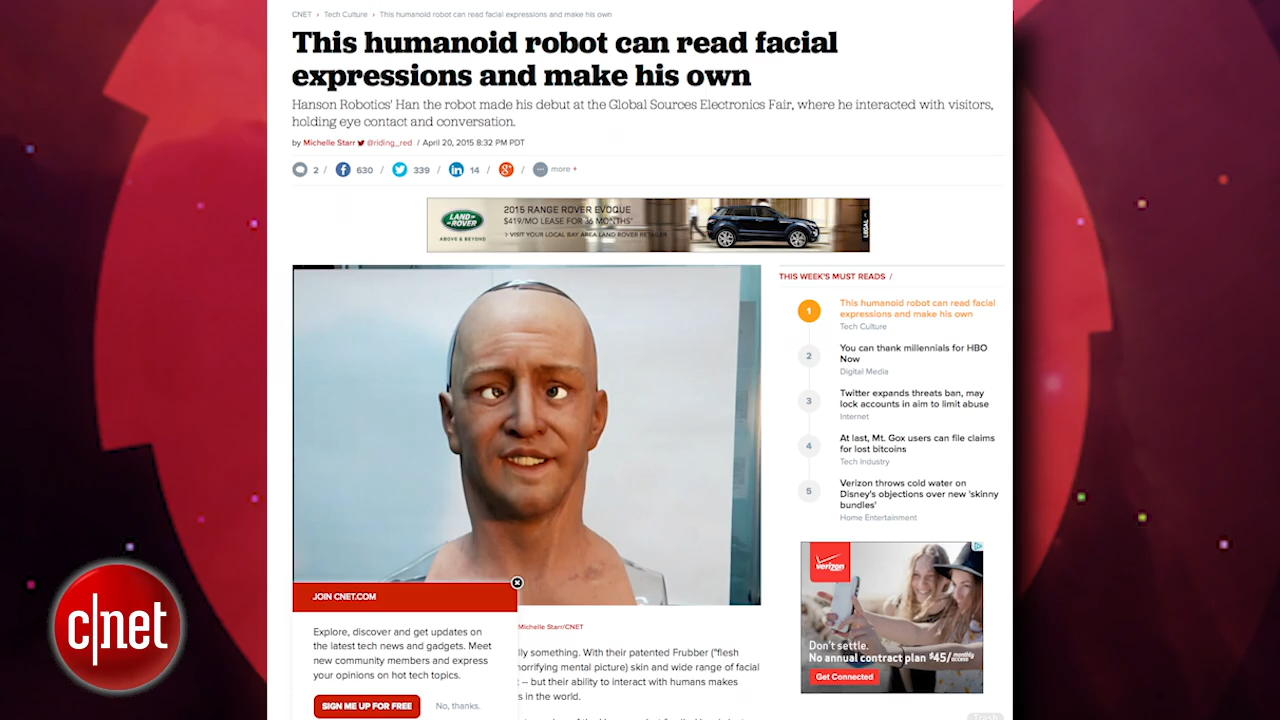 CNET › Tech Culture › This humanoid robot can read facial expressions and make his own
This humanoid robot can read facial
expressions and make his own
Hanson Robotics' Han the robot made his debut at the Global Sources Electronics Fair, where he interacted with visitors,
holding eye contact and conversation.
by Michelle Starr @riding_red / April 20, 2015 8:32 PM PDT
2 / 630 / 339 / in 14 / g+ / more +
LAND ROVER
ABOVE & BEYOND
2015 RANGE ROVER EVOQUE
$419/MO LEASE FOR 36 MONTHS*
> VISIT YOUR LOCAL BAY AREA LAND ROVER RETAILER
LEGAL
THIS WEEK'S MUST READS /
1
This humanoid robot can read facial
expressions and make his own
Tech Culture
2
You can thank millennials for HBO
Now
Digital Media
3
Twitter expands threats ban, may
lock accounts in aim to limit abuse
Internet
4
At last, Mt. Gox users can file claims
for lost bitcoins
Tech Industry
5
Verizon throws cold water on
Disney's objections over new 'skinny
bundles'
Home Entertainment
verizon
Don't settle.
No annual contract plan $45/monthly access
Get Connected
JOIN CNET.COM
Explore, discover and get updates on
the latest tech news and gadgets. Meet
new community members and express
your opinions on hot tech topics.
SIGN ME UP FOR FREE No, thanks.
Michelle Starr/CNET
lly something. With their patented Frubber ("flesh
horrifying mental picture) skin and wide range of facial
– but their ability to interact with humans makes
s in the world.
c|net